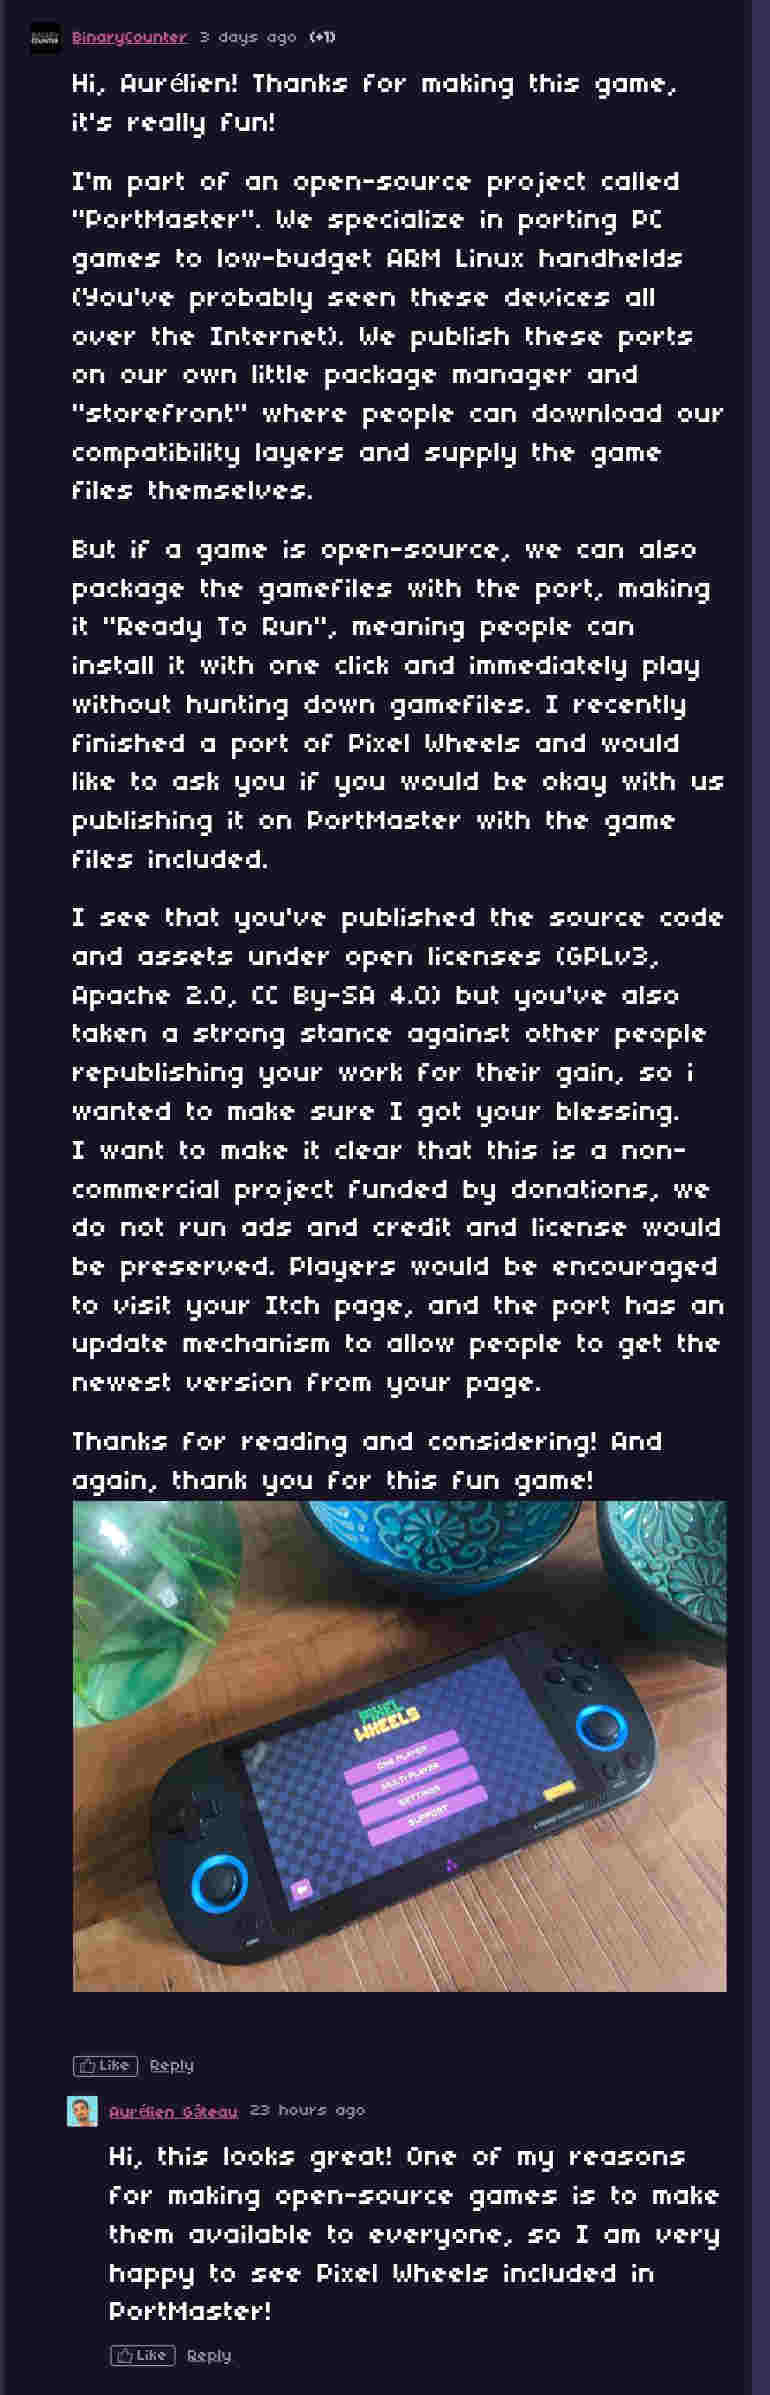 BINARY
COUNTER
BinaryCounter 3 days ago (+1)
Hi, Aurélien! Thanks for making this game,
it's really fun!
I'm part of an open-source project called
"PortMaster". We specialize in porting PC
games to low-budget ARM Linux handhelds
(You've probably seen these devices all
over the Internet). We publish these ports
on our own little package manager and
"storefront" where people can download our
compatibility layers and supply the game
files themselves.
But if a game is open-source, we can also
package the gamefiles with the port, making
it "Ready To Run", meaning people can
install it with one click and immediately play
without hunting down gamefiles. I recently
finished a port of Pixel Wheels and would
like to ask you if you would be okay with us
publishing it on PortMaster with the game
files included.
I see that you've published the source code
and assets under open licenses (GPLv3,
Apache 2.0, CC By-SA 4.0) but you've also
taken a strong stance against other people
republishing your work for their gain, so i
wanted to make sure I got your blessing.
I want to make it clear that this is a non-
commercial project funded by donations, we
do not run ads and credit and license would
be preserved. Players would be encouraged
to visit your Itch page, and the port has an
update mechanism to allow people to get the
newest version from your page.
Thanks for reading and considering! And
again, thank you for this fun game!
PIXEL
WHEELS
ONE PLAYER
MULTI PLAYER
SETTINGS
SUPPORT
Like Reply
Aurélien Gâteau 23 hours ago
Hi, this looks great! One of my reasons
for making open-source games is to make
them available to everyone, so I am very
happy to see Pixel Wheels included in
PortMaster!
Like Reply